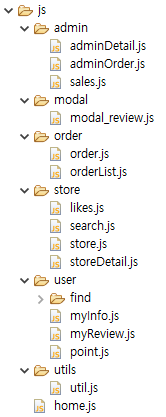 js
admin
adminDetail.js
adminOrder.js
sales.js
modal
modal_review.js
order
order.js
orderList.js
store
likes.js
search.js
store.js
storeDetail.js
user
find
myInfo.js
myReview.js
point.js
utils
util.js
home.js